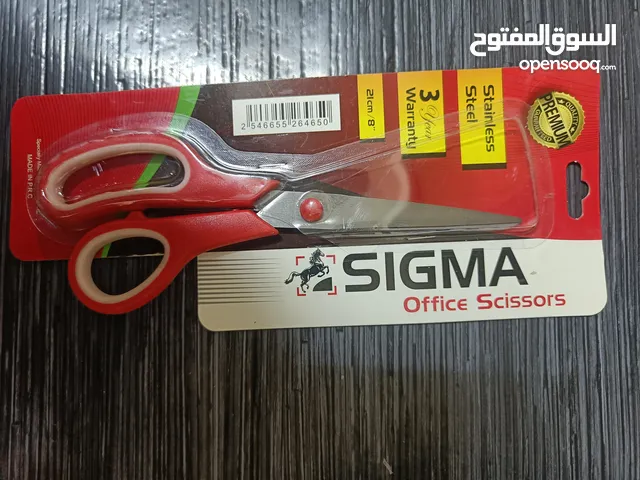 السوق المفتوح
opensooq.com
Stainless
Steel
3 Year
Warranty
21cm - 8"
PREMIUM
QUALITY
2 546655 264650
MADE IN P.R.C
SIGMA
Office Scissors